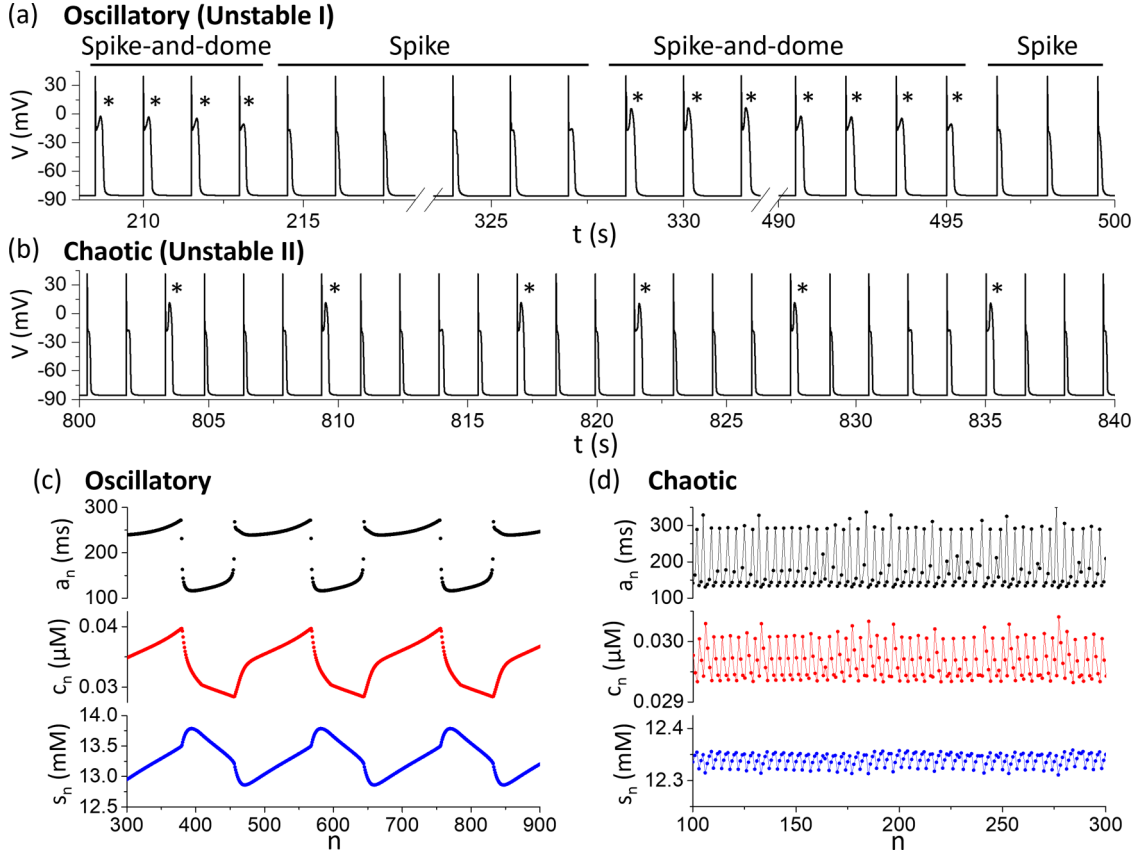 (a) Oscillatory (Unstable I)
Spike-and-dome Spike Spike-and-dome Spike
30
0
-30
-60
-90
V (mV)
* * * * * * * * * * *
210 215 325 330 490 495 500
t (s)
(b) Chaotic (Unstable II)
30
0
-30
-60
-90
V (mV)
* * * * * *
800 805 810 815 820 825 830 835 840
t (s)
(c) Oscillatory
300
200
100
aₙ (ms)
0.04
0.03
cₙ (µM)
14.0
13.5
13.0
12.5
sₙ (mM)
300 400 500 600 700 800 900
n
(d) Chaotic
300
200
100
aₙ (ms)
0.030
0.029
cₙ (µM)
12.4
12.3
sₙ (mM)
100 150 200 250 300
n